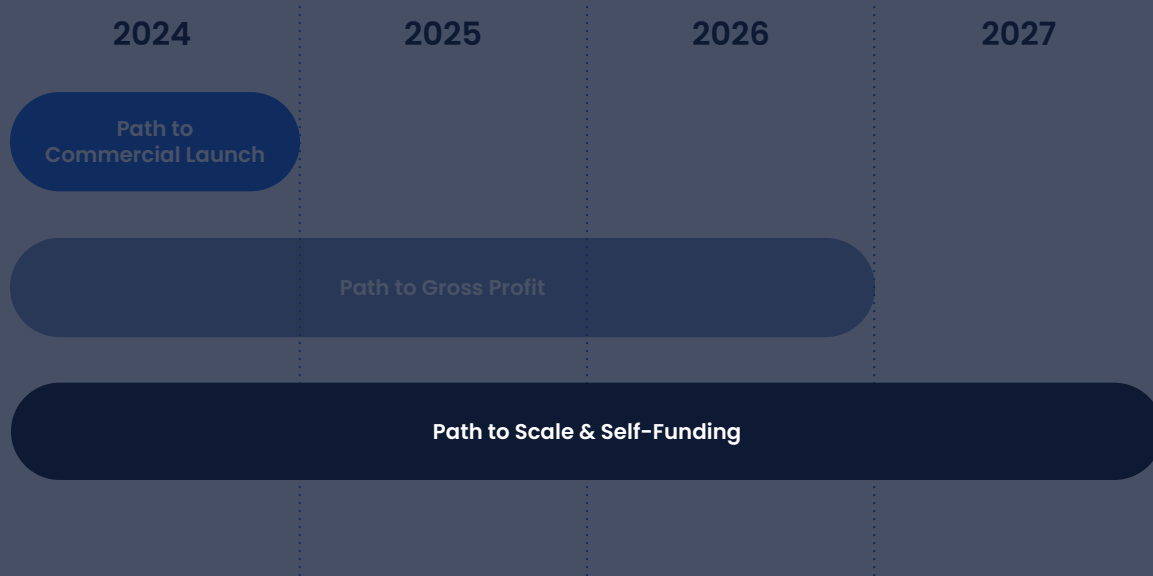 2024 2025 2026 2027
Path to
Commercial Launch
Path to Gross Profit
Path to Scale & Self-Funding